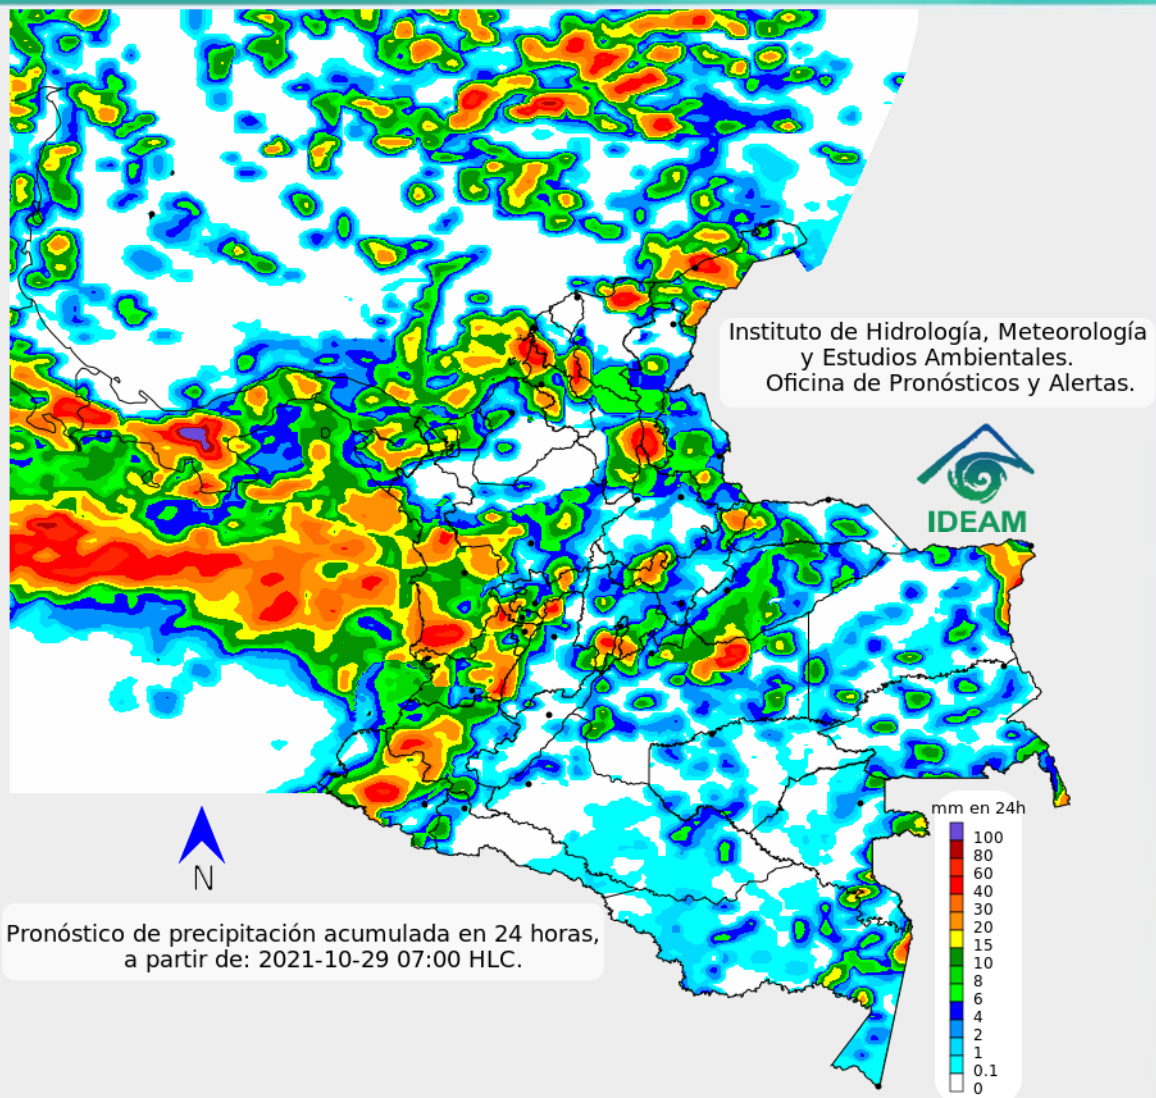 Instituto de Hidrología, Meteorología
y Estudios Ambientales.
Oficina de Pronósticos y Alertas.
IDEAM
mm en 24h
100
80
60
40
30
20
15
10
8
6
4
2
1
0.1
0
N
Pronóstico de precipitación acumulada en 24 horas,
a partir de: 2021-10-29 07:00 HLC.